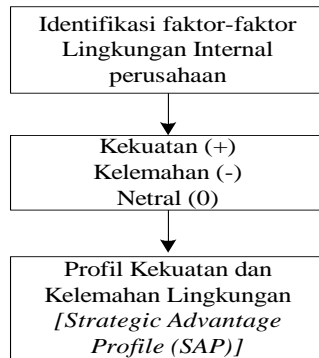 Identifikasi faktor-faktor
Lingkungan Internal
perusahaan
Kekuatan (+)
Kelemahan (-)
Netral (0)
Profil Kekuatan dan
Kelemahan Lingkungan
[Strategic Advantage
Profile (SAP)]